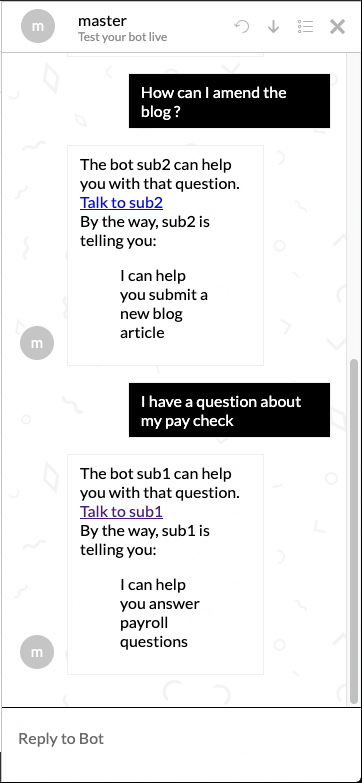 m
master
Test your bot live
How can I amend the
blog ?
The bot sub2 can help
you with that question.
Talk to sub2
By the way, sub2 is
telling you:
I can help
you submit a
new blog
article
m
I have a question about
my pay check
The bot sub1 can help
you with that question.
Talk to sub1
By the way, sub1 is
telling you:
I can help
you answer
payroll
questions
m
Reply to Bot